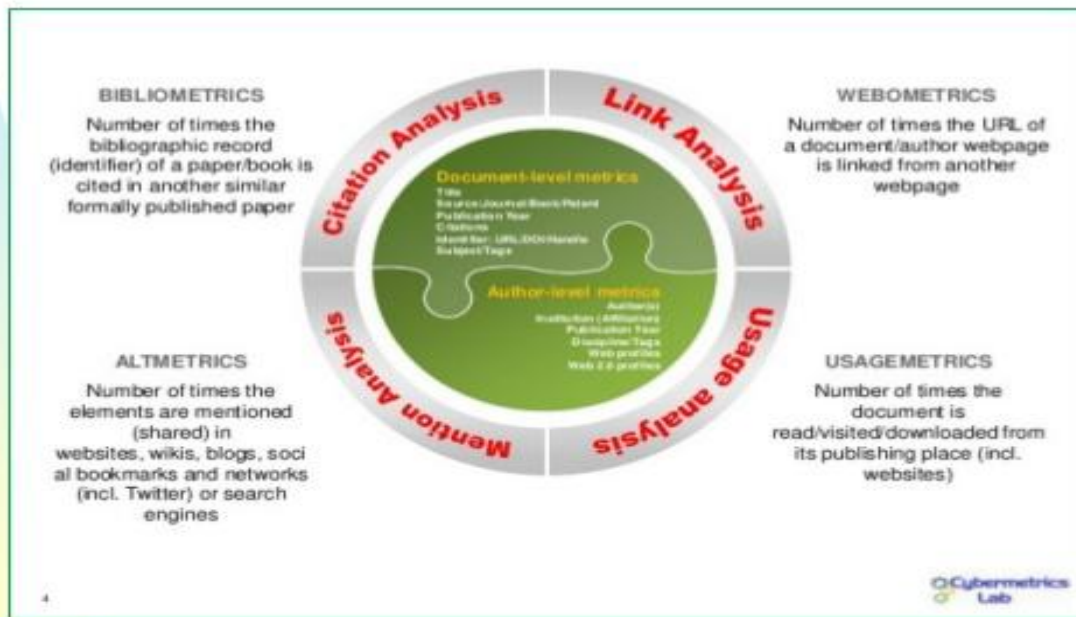 BIBLIOMETRICS
Number of times the
bibliographic record
(identifier) of a paper/book is
cited in another similar
formally published paper
Citation Analysis
Link Analysis
WEBOMETRICS
Number of times the URL of
a document/author webpage
is linked from another
webpage
Document-level metrics
Title
Source:Journal/Book/Patent
Publication Year
Citations
Identifier: URL/DOI/Handle
Subject/Tags
Author-level metrics
Author(s)
Institution (Affiliation)
Publication Year
Discipline/Tags
Web profiles
Web 2.0 profiles
ALTMETRICS
Number of times the
elements are mentioned
(shared) in
websites, wikis, blogs, soci
al bookmarks and networks
(incl. Twitter) or search
engines
Mention Analysis
Usage analysis
USAGEMETRICS
Number of times the
document is
read/visited/downloaded from
its publishing place (incl.
websites)
4
Cybermetrics
Lab